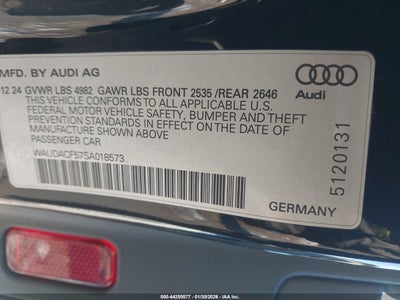 MFD. BY AUDI AG
12 24 GVWR LBS 4982 GAWR LBS FRONT 2535 /REAR 2646
THIS VEHICLE CONFORMS TO ALL APPLICABLE U.S.
FEDERAL MOTOR VEHICLE SAFETY, BUMPER AND THEFT
PREVENTION STANDARDS IN EFFECT ON THE DATE OF
MANUFACTURE SHOWN ABOVE.
WAUDACF57SA018573
PASSENGER CAR
Audi
5120131
GERMANY
000-44250577 - 01/30/2026 - IAA Inc.